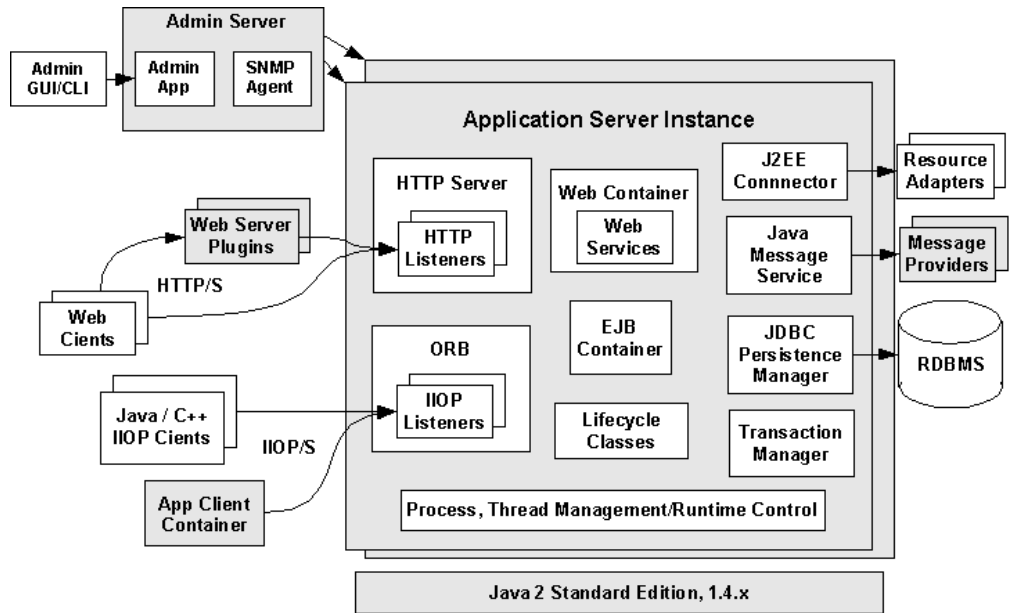 Admin Server
Admin
GUI/CLI
Admin
App
SNMP
Agent
Application Server Instance
HTTP Server
HTTP
Listeners
Web Container
Web
Services
J2EE
Connnector
Resource
Adapters
Web Server
Plugins
HTTP/S
Web
Cients
Java
Message
Service
Message
Providers
ORB
IIOP
Listeners
EJB
Container
JDBC
Persistence
Manager
RDBMS
Java / C++
IIOP Cients
IIOP/S
Lifecycle
Classes
Transaction
Manager
App Client
Container
Process, Thread Management/Runtime Control
Java 2 Standard Edition, 1.4.x